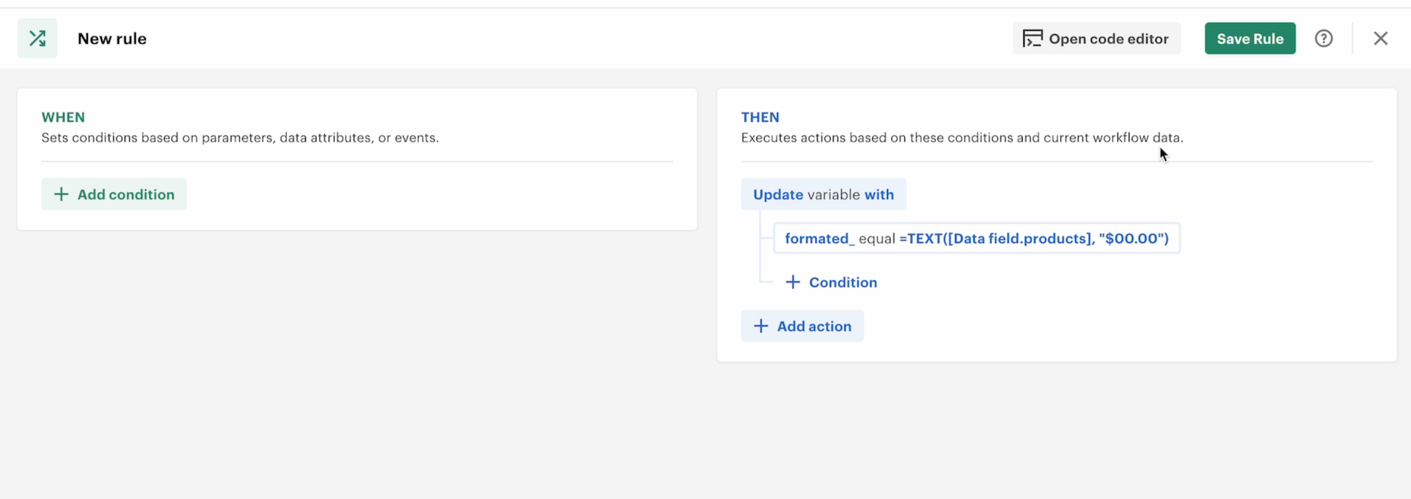 New rule
Open code editor
Save Rule
WHEN
Sets conditions based on parameters, data attributes, or events.
+ Add condition
THEN
Executes actions based on these conditions and current workflow data.
Update variable with
formated_ equal =TEXT([Data field.products], "$00.00")
+ Condition
+ Add action